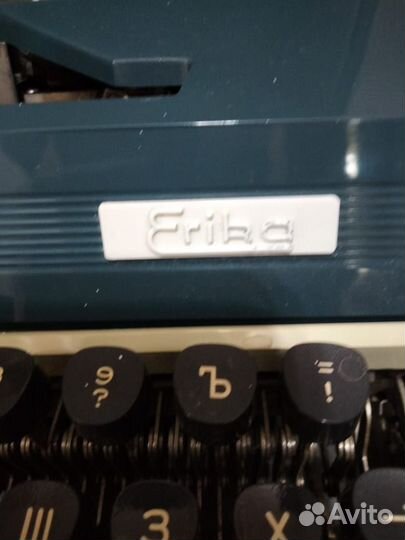 Erika
9 Ъ =
? !
Ш З Х
Avito